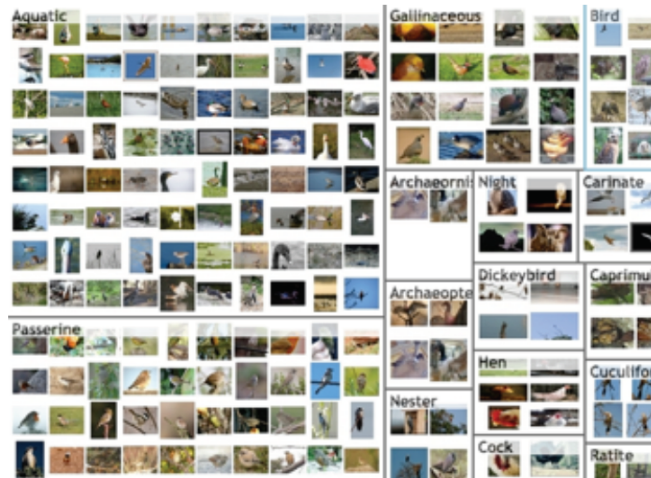 Aquatic
Gallinaceous
Bird
Archaeorni
Night
Carinate
Archaeopte
Dickeybird
Caprimu
Passerine
Hen
Cuculifo
Nester
Cock
Ratite